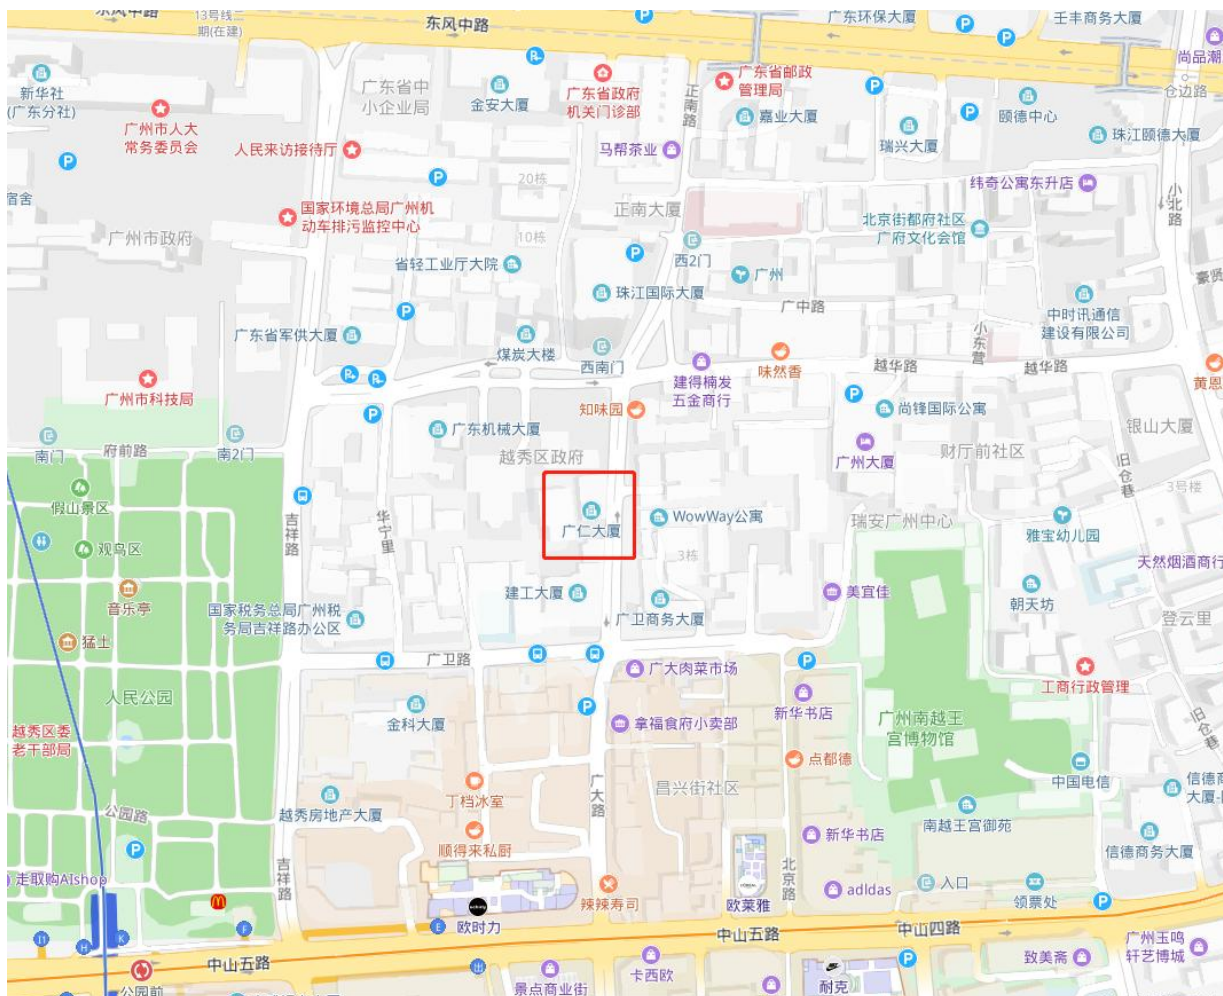 东风中路
13号线二
期(在建)
东风中路
广东环保大厦
壬丰商务大厦
尚品潮
新华社
(广东分社)
广东省中
小企业局
金安大厦
广东省政府
机关门诊部
正南路
广东省邮政
管理局
嘉业大厦
颐德中心
仓边路
广州市人大
常务委员会
人民来访接待厅
马帮茶业
瑞兴大厦
珠江颐德大厦
宿舍
20栋
纬奇公寓东升店
小北路
国家环境总局广州机
动车排污监控中心
正南大厦
北京街都府社区
广府文化会馆
广州市政府
10栋
西2门
省轻工业厅大院
广州
豪贤
珠江国际大厦
广中路
中时讯通信
建设有限公司
广东省军供大厦
煤炭大楼
西南门
小东营
越华路
越华路
广州市科技局
建得楠发
五金商行
味然香
黄恩
知味园
尚锋国际公寓
银山大厦
南门
府前路
南2门
广东机械大厦
越秀区政府
广州大厦
财厅前社区
旧仓巷
3号楼
假山景区
吉祥路
华宁里
广仁大厦
WowWay公寓
瑞安广州中心
雅宝幼儿园
观鸟区
3栋
天然烟酒商行
音乐亭
国家税务总局广州税
务局吉祥路办公区
建工大厦
广卫商务大厦
美宜佳
朝天坊
登云里
猛士
广卫路
广大肉菜市场
工商行政管理
人民公园
金科大厦
新华书店
广州南越王
宫博物馆
旧仓巷
越秀区委
老干部局
拿福食府小卖部
点都德
中国电信
信德商
大厦-
公园路
越秀房地产大厦
丁档冰室
广大路
昌兴街社区
南越王宫御苑
顺得来私厨
新华书店
信德商务大厦
走取购AIshop
吉祥路
北京路
adldas
入口
领票处
欧时力
辣辣寿司
欧莱雅
中山五路
中山四路
中山五路
广州玉鸣
轩艺博城
公园前
景点商业街
卡西欧
耐克
致美斋